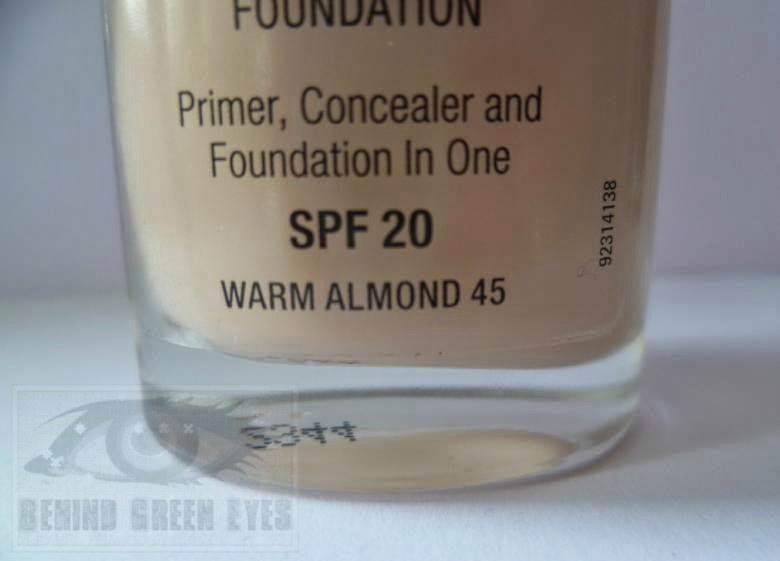 FOUNDATION
Primer, Concealer and
Foundation In One
SPF 20
WARM ALMOND 45
92314138
BEHIND GREEN EYES